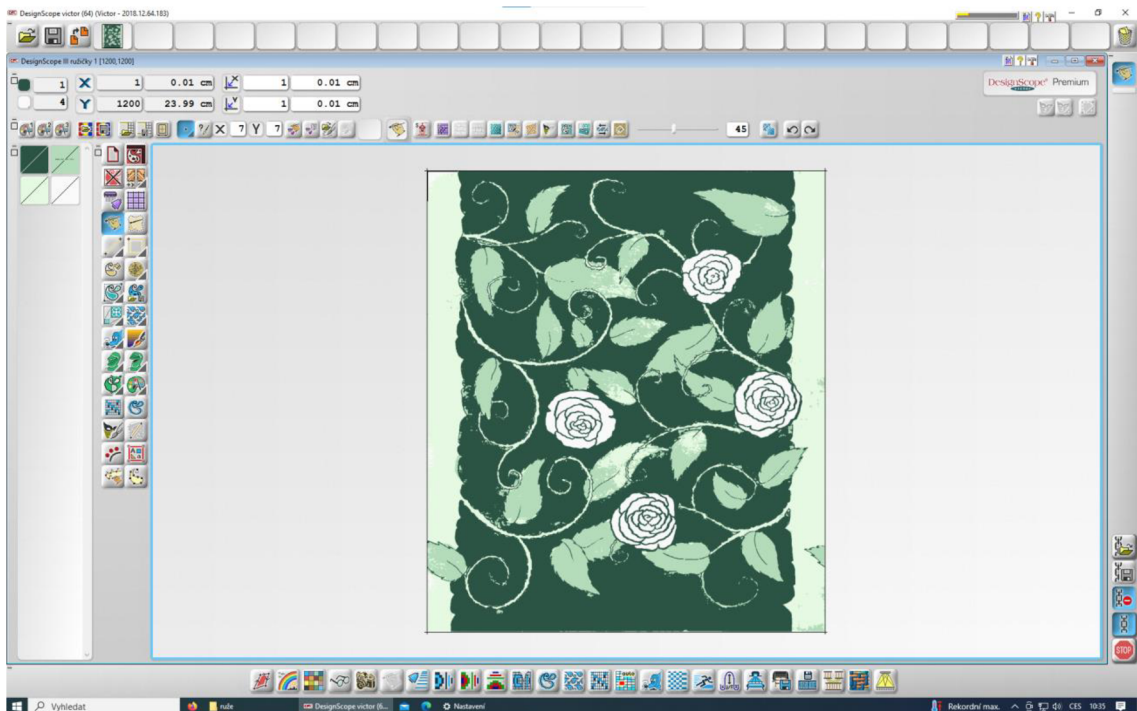 DesignScope victor (64) (Victor - 2018.12.64.183)
DesignScope III ružičky 1 [1200,1200]
1 X 1 0.01 cm X 1 0.01 cm
4 Y 1200 23.99 cm Y 1 0.01 cm
DesignScope® Premium
X 7 Y 7 45
STOP
Vyhledat
ruže
DesignScope victor (6...
Nastavení
Rekordní max.
CES
10:35